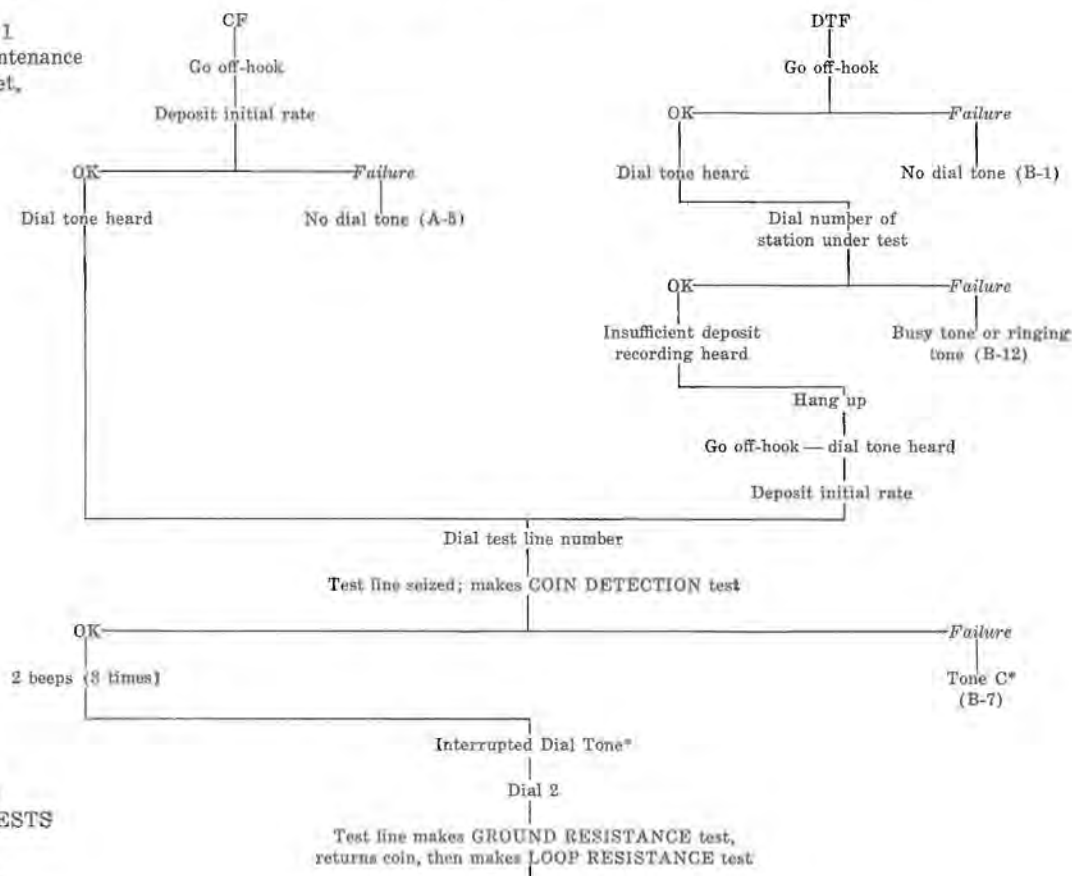 1
ntenance
et,
CF
Go off-hook
Deposit initial rate
OK
Failure
Dial tone heard
No dial tone (A-5)
DTF
Go off-hook
OK
Failure
Dial tone heard
No dial tone (B-1)
Dial number of
station under test
OK
Failure
Insufficient deposit
recording heard
Busy tone or ringing
tone (B-12)
Hang up
Go off-hook — dial tone heard
Deposit initial rate
Dial test line number
Test line seized; makes COIN DETECTION test
OK
Failure
2 beeps (3 times)
Tone C*
(B-7)
Interrupted Dial Tone*
Dial 2
ESTS
Test line makes GROUND RESISTANCE test,
returns coin, then makes LOOP RESISTANCE test